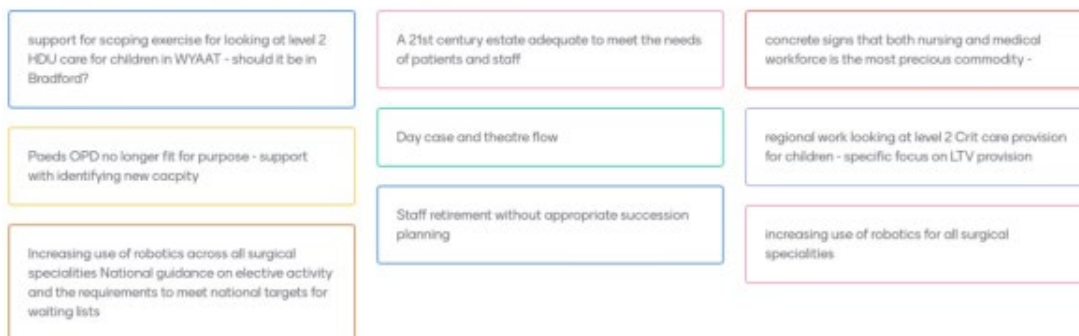 support for scoping exercise for looking at level 2
HDU care for children in WYAAT - should it be in
Bradford?
Paeds OPD no longer fit for purpose - support
with identifying new cacpity
Increasing use of robotics across all surgical
specialities National guidance on elective activity
and the requirements to meet national targets for
waiting lists
A 21st century estate adequate to meet the needs
of patients and staff
Day case and theatre flow
Staff retirement without appropriate succession
planning
concrete signs that both nursing and medical
workforce is the most precious commodity -
regional work looking at level 2 Crit care provision
for children - specific focus on LTV provision
increasing use of robotics for all surgical
specialities